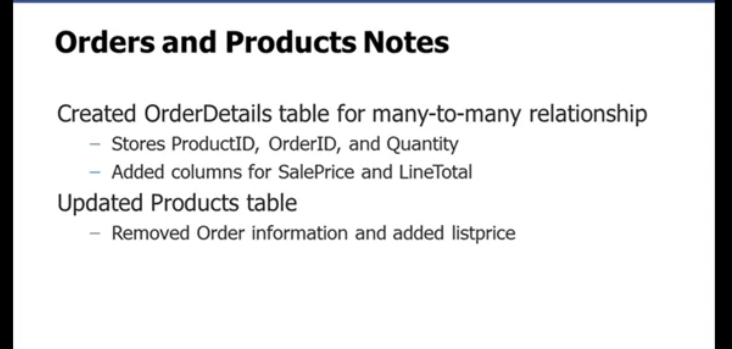 Orders and Products Notes
Created OrderDetails table for many-to-many relationship
– Stores ProductID, OrderID, and Quantity
– Added columns for SalePrice and LineTotal
Updated Products table
– Removed Order information and added listprice